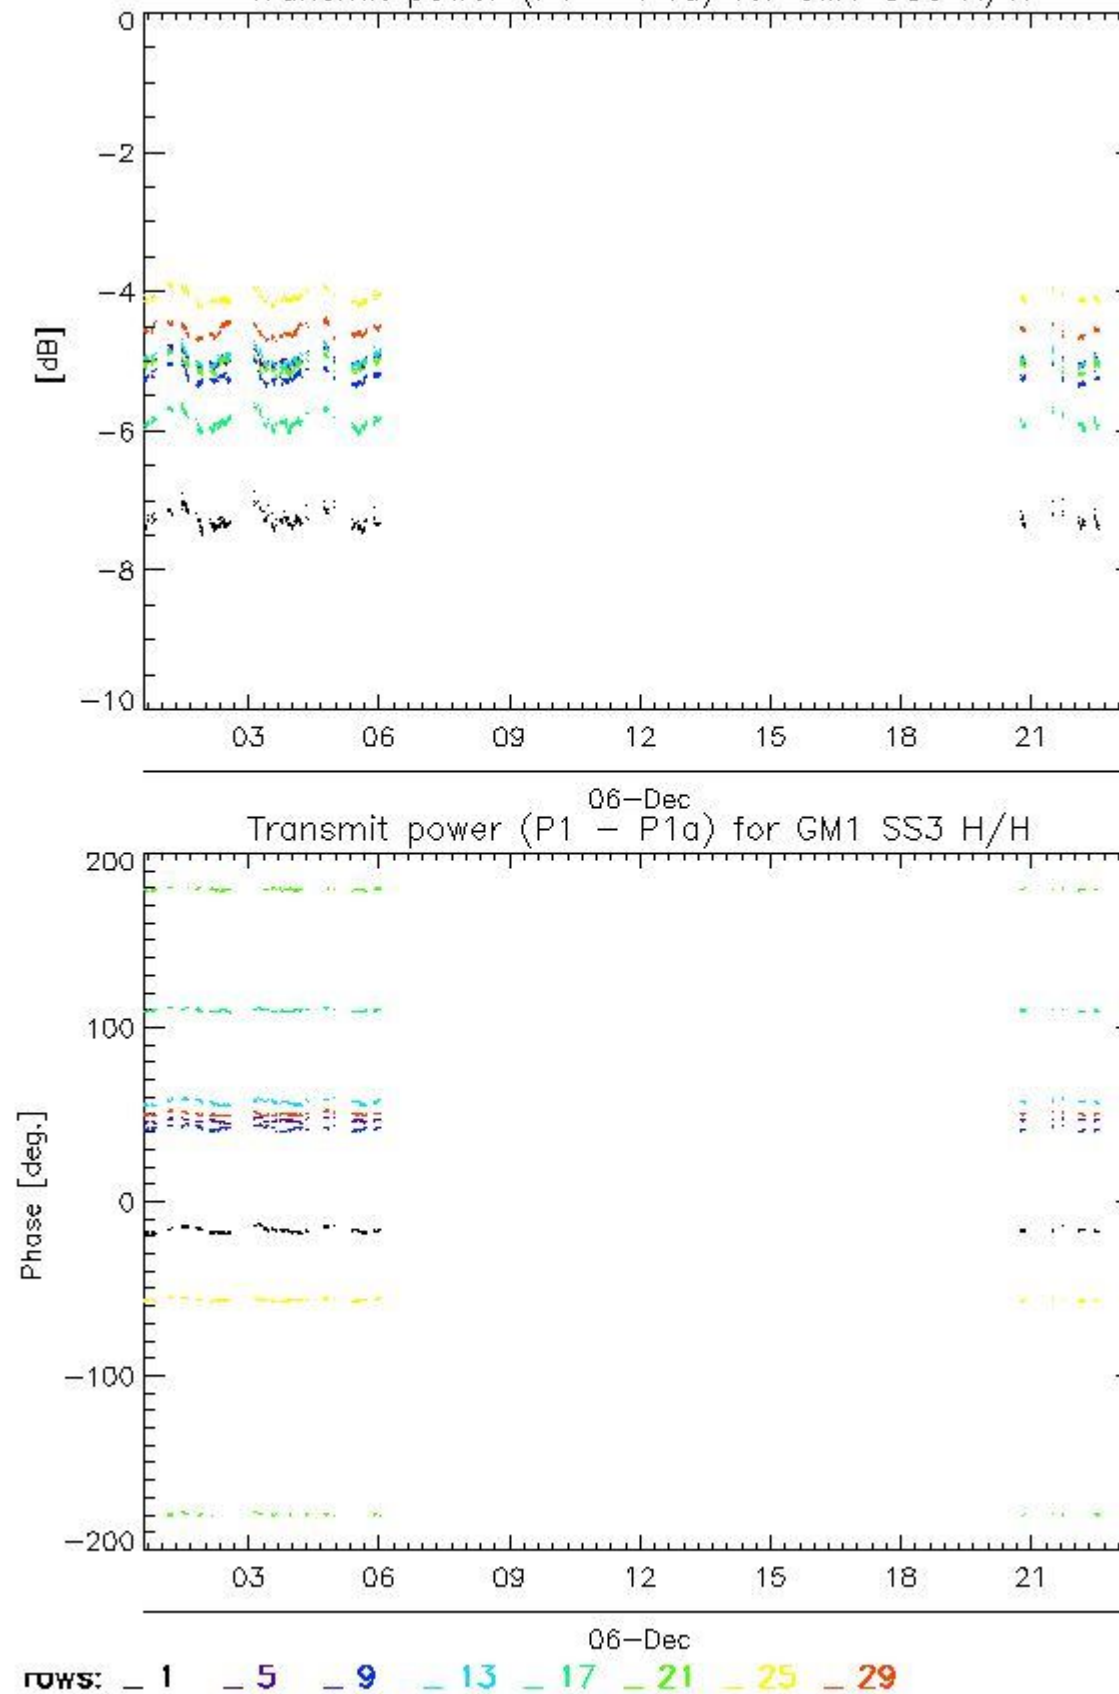 0
-2
-4
[dB]
-6
-8
-10
03 06 09 12 15 18 21
06-Dec
Transmit power (P1 - P1a) for GM1 SS3 H/H
200
100
0
Phase [deg.]
-100
-200
03 06 09 12 15 18 21
06-Dec
rows: _ 1 _ 5 _ 9 _ 13 _ 17 _ 21 _ 25 _ 29